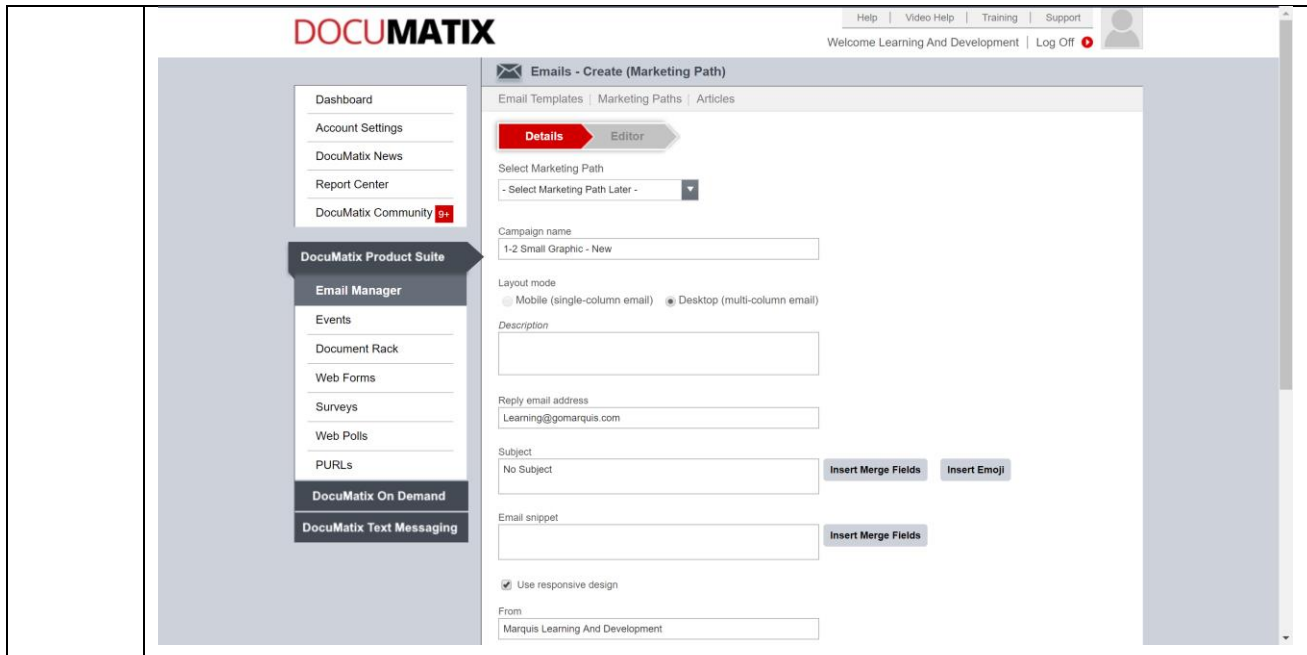 DOCUMATIX
Help | Video Help | Training | Support
Welcome Learning And Development | Log Off
Emails - Create (Marketing Path)
Email Templates | Marketing Paths | Articles
Dashboard
Account Settings
DocuMatix News
Report Center
DocuMatix Community 9+
DocuMatix Product Suite
Email Manager
Events
Document Rack
Web Forms
Surveys
Web Polls
PURLs
DocuMatix On Demand
DocuMatix Text Messaging
Details Editor
Select Marketing Path
- Select Marketing Path Later -
Campaign name
1-2 Small Graphic - New
Layout mode
Mobile (single-column email) Desktop (multi-column email)
Description
Reply email address
Learning@gomarquis.com
Subject
No Subject
Insert Merge Fields Insert Emoji
Email snippet
Insert Merge Fields
Use responsive design
From
Marquis Learning And Development